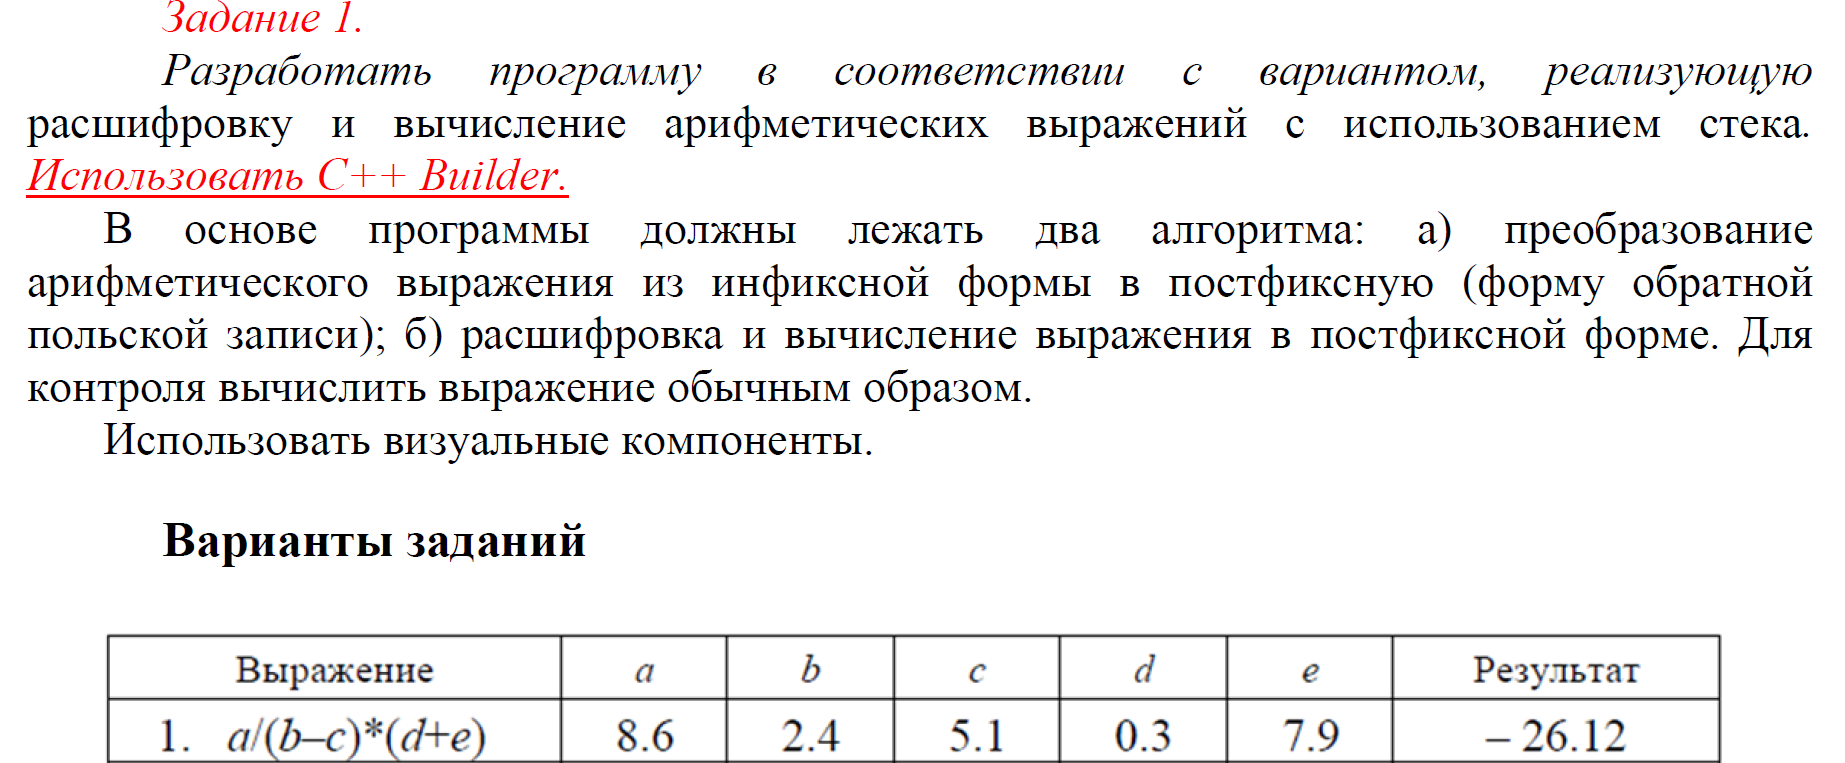 Задание 1.
Разработать программу в соответствии с вариантом, реализующую
расшифровку и вычисление арифметических выражений с использованием стека.
Использовать C++ Builder.
В основе программы должны лежать два алгоритма: а) преобразование
арифметического выражения из инфиксной формы в постфиксную (форму обратной
польской записи); б) расшифровка и вычисление выражения в постфиксной форме. Для
контроля вычислить выражение обычным образом.
Использовать визуальные компоненты.
Варианты заданий
Выражение a b c d e Результат
1. a/(b–c)*(d+e) 8.6 2.4 5.1 0.3 7.9 – 26.12